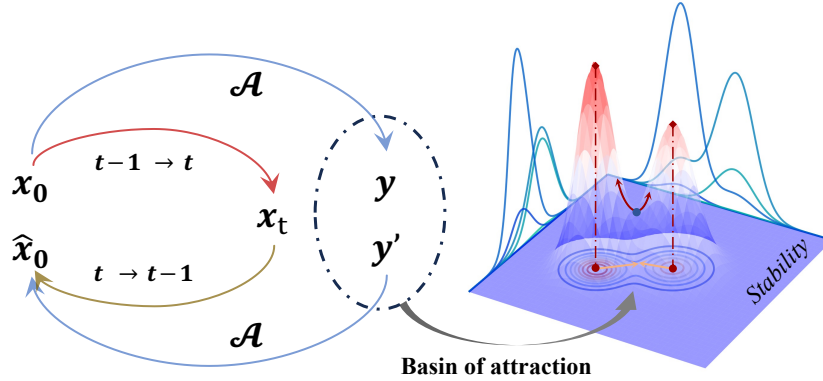 𝒜
t−1 → t
x₀
y
xₜ
x̂₀
y'
t → t−1
𝒜
Stability
Basin of attraction